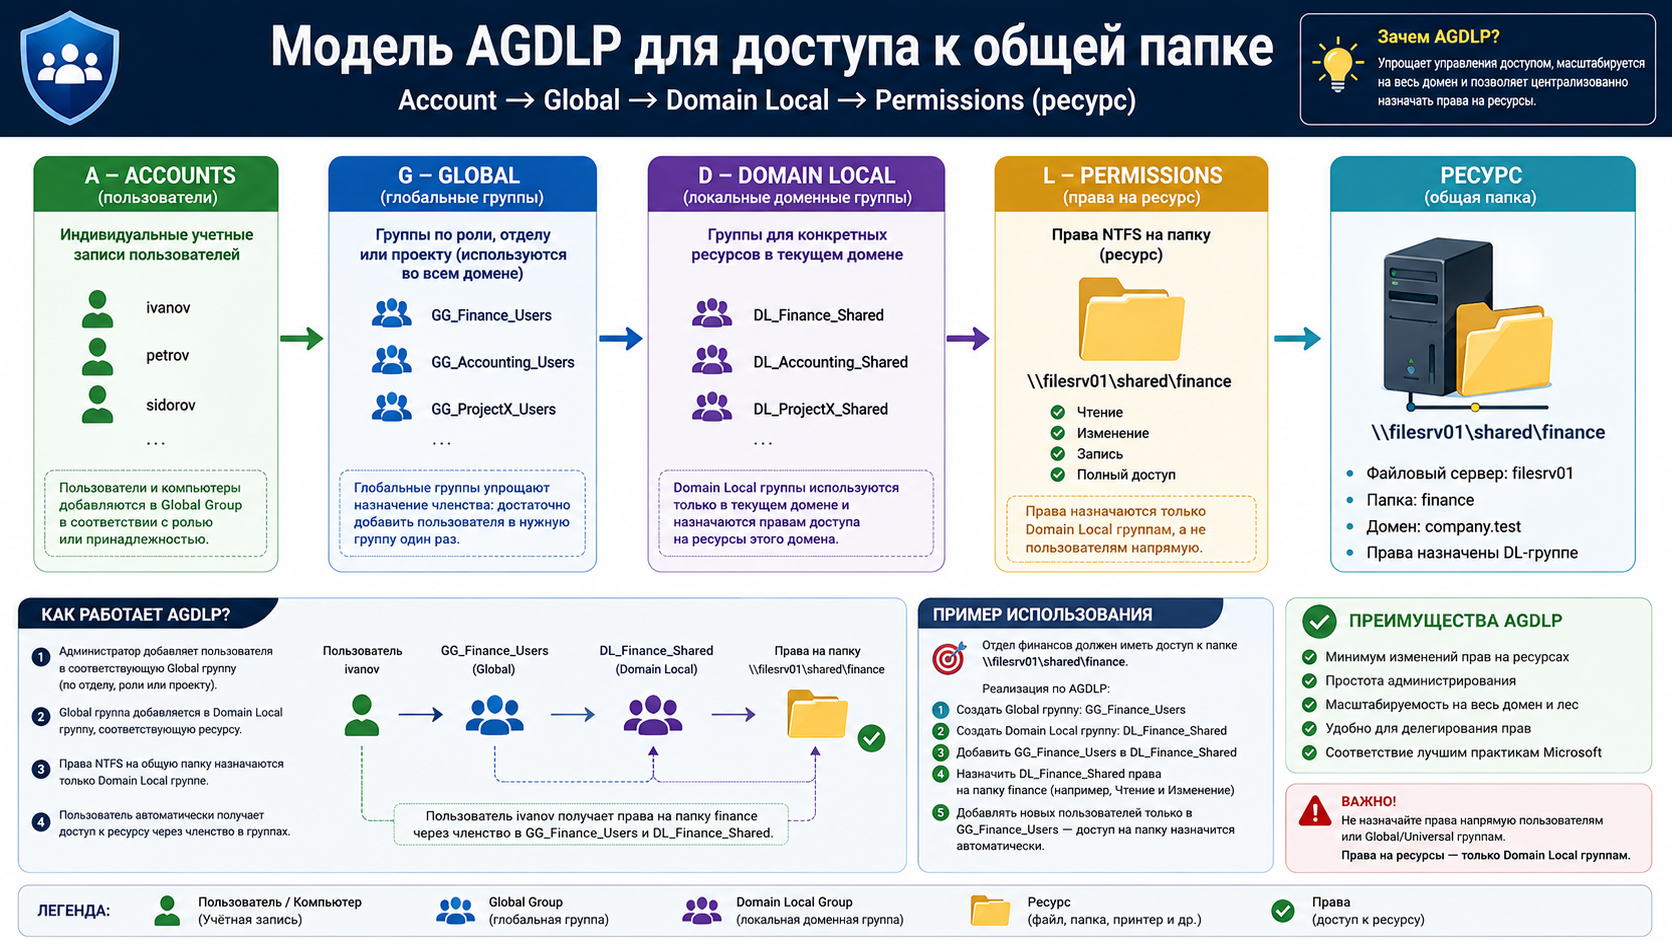 Модель AGDLP для доступа к общей папке
Account → Global → Domain Local → Permissions (ресурс)
Зачем AGDLP?
Упрощает управления доступом, масштабируется
на весь домен и позволяет централизованно
назначать права на ресурсы.
A – ACCOUNTS
(пользователи)
Индивидуальные учетные
записи пользователей
ivanov
petrov
sidorov
...
Пользователи и компьютеры
добавляются в Global Group
в соответствии с ролью
или принадлежностью.
G – GLOBAL
(глобальные группы)
Группы по роли, отделу
или проекту (используются
во всем домене)
GG_Finance_Users
GG_Accounting_Users
GG_ProjectX_Users
...
Глобальные группы упрощают
назначение членства: достаточно
добавить пользователя в нужную
группу один раз.
D – DOMAIN LOCAL
(локальные доменные группы)
Группы для конкретных
ресурсов в текущем домене
DL_Finance_Shared
DL_Accounting_Shared
DL_ProjectX_Shared
...
Domain Local группы используются
только в текущем домене и
назначаются правам доступа
на ресурсы этого домена.
L – PERMISSIONS
(права на ресурс)
Права NTFS на папку
(ресурс)
\\filesrv01\shared\finance
Чтение
Изменение
Запись
Полный доступ
Права назначаются только
Domain Local группам, а не
пользователям напрямую.
РЕСУРС
(общая папка)
\\filesrv01\shared\finance
• Файловый сервер: filesrv01
• Папка: finance
• Домен: company.test
• Права назначены DL-группе
КАК РАБОТАЕТ AGDLP?
1 Администратор добавляет пользователя
в соответствующую Global группу
(по отделу, роли или проекту).
2 Global группа добавляется в Domain Local
группу, соответствующую ресурсу.
3 Права NTFS на общую папку назначаются
только Domain Local группе.
4 Пользователь автоматически получает
доступ к ресурсу через членство в группах.
Пользователь
ivanov
GG_Finance_Users
(Global)
DL_Finance_Shared
(Domain Local)
Права на папку
\\filesrv01\shared\finance
Пользователь ivanov получает права на папку finance
через членство в GG_Finance_Users и DL_Finance_Shared.
ПРИМЕР ИСПОЛЬЗОВАНИЯ
Отдел финансов должен иметь доступ к папке
\\filesrv01\shared\finance.
Реализация по AGDLP:
1 Создать Global группу: GG_Finance_Users
2 Создать Domain Local группу: DL_Finance_Shared
3 Добавить GG_Finance_Users в DL_Finance_Shared
4 Назначить DL_Finance_Shared права
на папку finance (например, Чтение и Изменение)
5 Добавлять новых пользователей только в
GG_Finance_Users — доступ на папку назначится
автоматически.
ПРЕИМУЩЕСТВА AGDLP
Минимум изменений прав на ресурсах
Простота администрирования
Масштабируемость на весь домен и лес
Удобно для делегирования прав
Соответствие лучшим практикам Microsoft
ВАЖНО!
Не назначайте права напрямую пользователям
или Global/Universal группам.
Права на ресурсы — только Domain Local группам.
ЛЕГЕНДА:
Пользователь / Компьютер
(Учётная запись)
Global Group
(глобальная группа)
Domain Local Group
(локальная доменная группа)
Ресурс
(файл, папка, принтер и др.)
Права
(доступ к ресурсу)